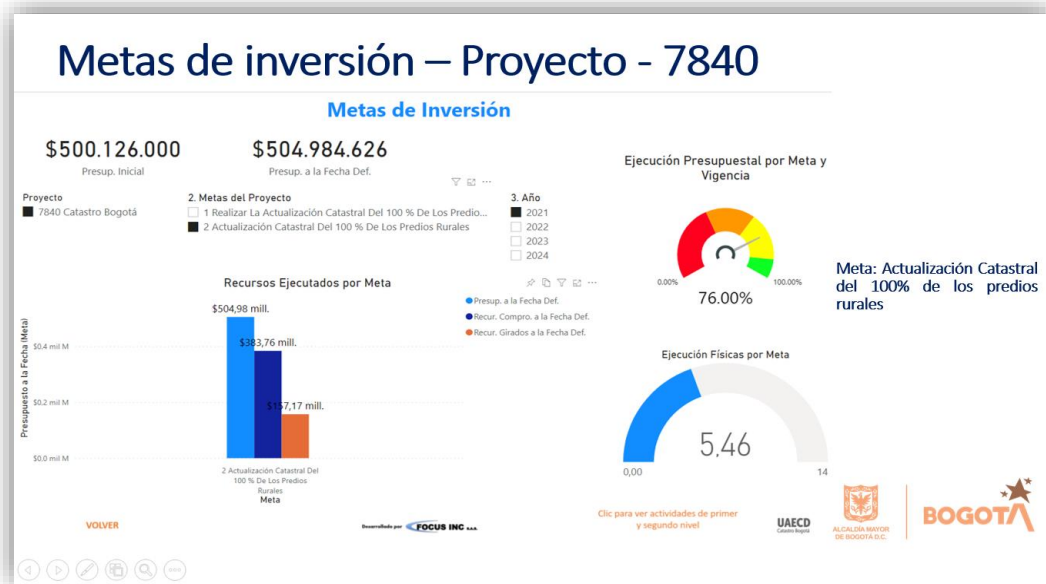 Metas de inversión – Proyecto - 7840
Metas de Inversión
$500.126.000
Presup. Inicial
$504.984.626
Presup. a la Fecha Def.
Proyecto
7840 Catastro Bogotá
2. Metas del Proyecto
1 Realizar La Actualización Catastral Del 100 % De Los Predio...
2 Actualización Catastral Del 100 % De Los Predios Rurales
3. Año
2021
2022
2023
2024
Ejecución Presupuestal por Meta y
Vigencia
0.00%
100.00%
76.00%
Meta: Actualización Catastral
del 100% de los predios
rurales
Recursos Ejecutados por Meta
Presup. a la Fecha Def.
Recur. Compro. a la Fecha Def.
Recur. Girados a la Fecha Def.
Presupuesto a la Fecha (Meta)
$0.4 mil M
$0.2 mil M
$0.0 mil M
$504,98 mill.
$383,76 mill.
$157,17 mill.
2 Actualización Catastral Del
100 % De Los Predios
Rurales
Meta
Ejecución Físicas por Meta
5,46
0,00
14
VOLVER
Desarrollado por
FOCUS INC S.A.S.
Clic para ver actividades de primer
y segundo nivel
UAECD
Catastro Bogotá
ALCALDÍA MAYOR
DE BOGOTÁ D.C.
BOGOTÁ